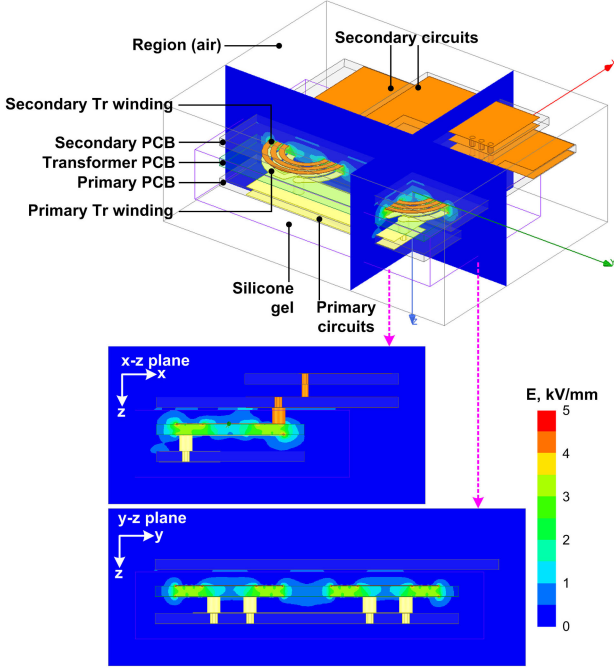 Region (air)
Secondary circuits
Secondary Tr winding
Secondary PCB
Transformer PCB
Primary PCB
Primary Tr winding
Silicone
gel
Primary
circuits
x-z plane
x
z
E, kV/mm
5
4
3
2
1
0
y-z plane
y
z